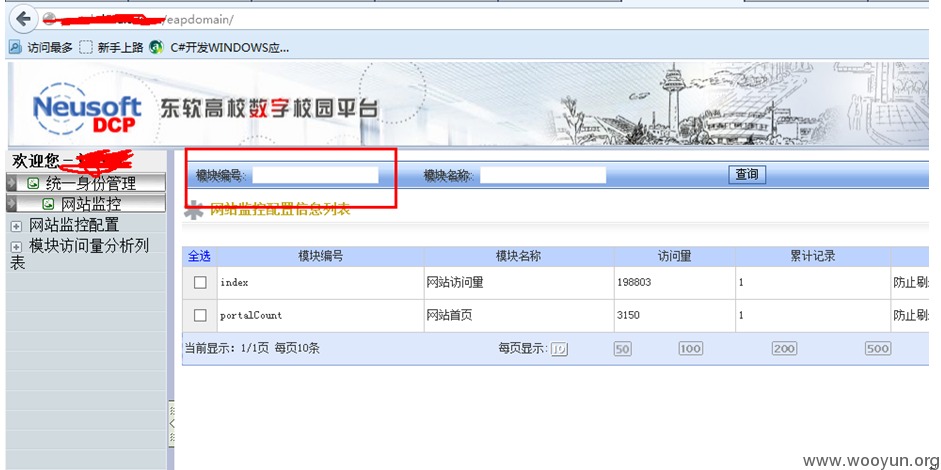 /eapdomain/
访问最多 新手上路 C#开发WINDOWS应...
Neusoft DCP 东软高校数字校园平台
欢迎您－
统一身份管理
网站监控
网站监控配置
模块访问量分析列
表
模块编号: 模块名称: 查询
网站监控配置信息列表
全选 模块编号 模块名称 访问量 累计记录
index 网站访问量 198803 1 防止刷
portalCount 网站首页 3150 1 防止刷
当前显示：1/1页 每页10条 每页显示: 10 50 100 200 500
www.wooyun.org